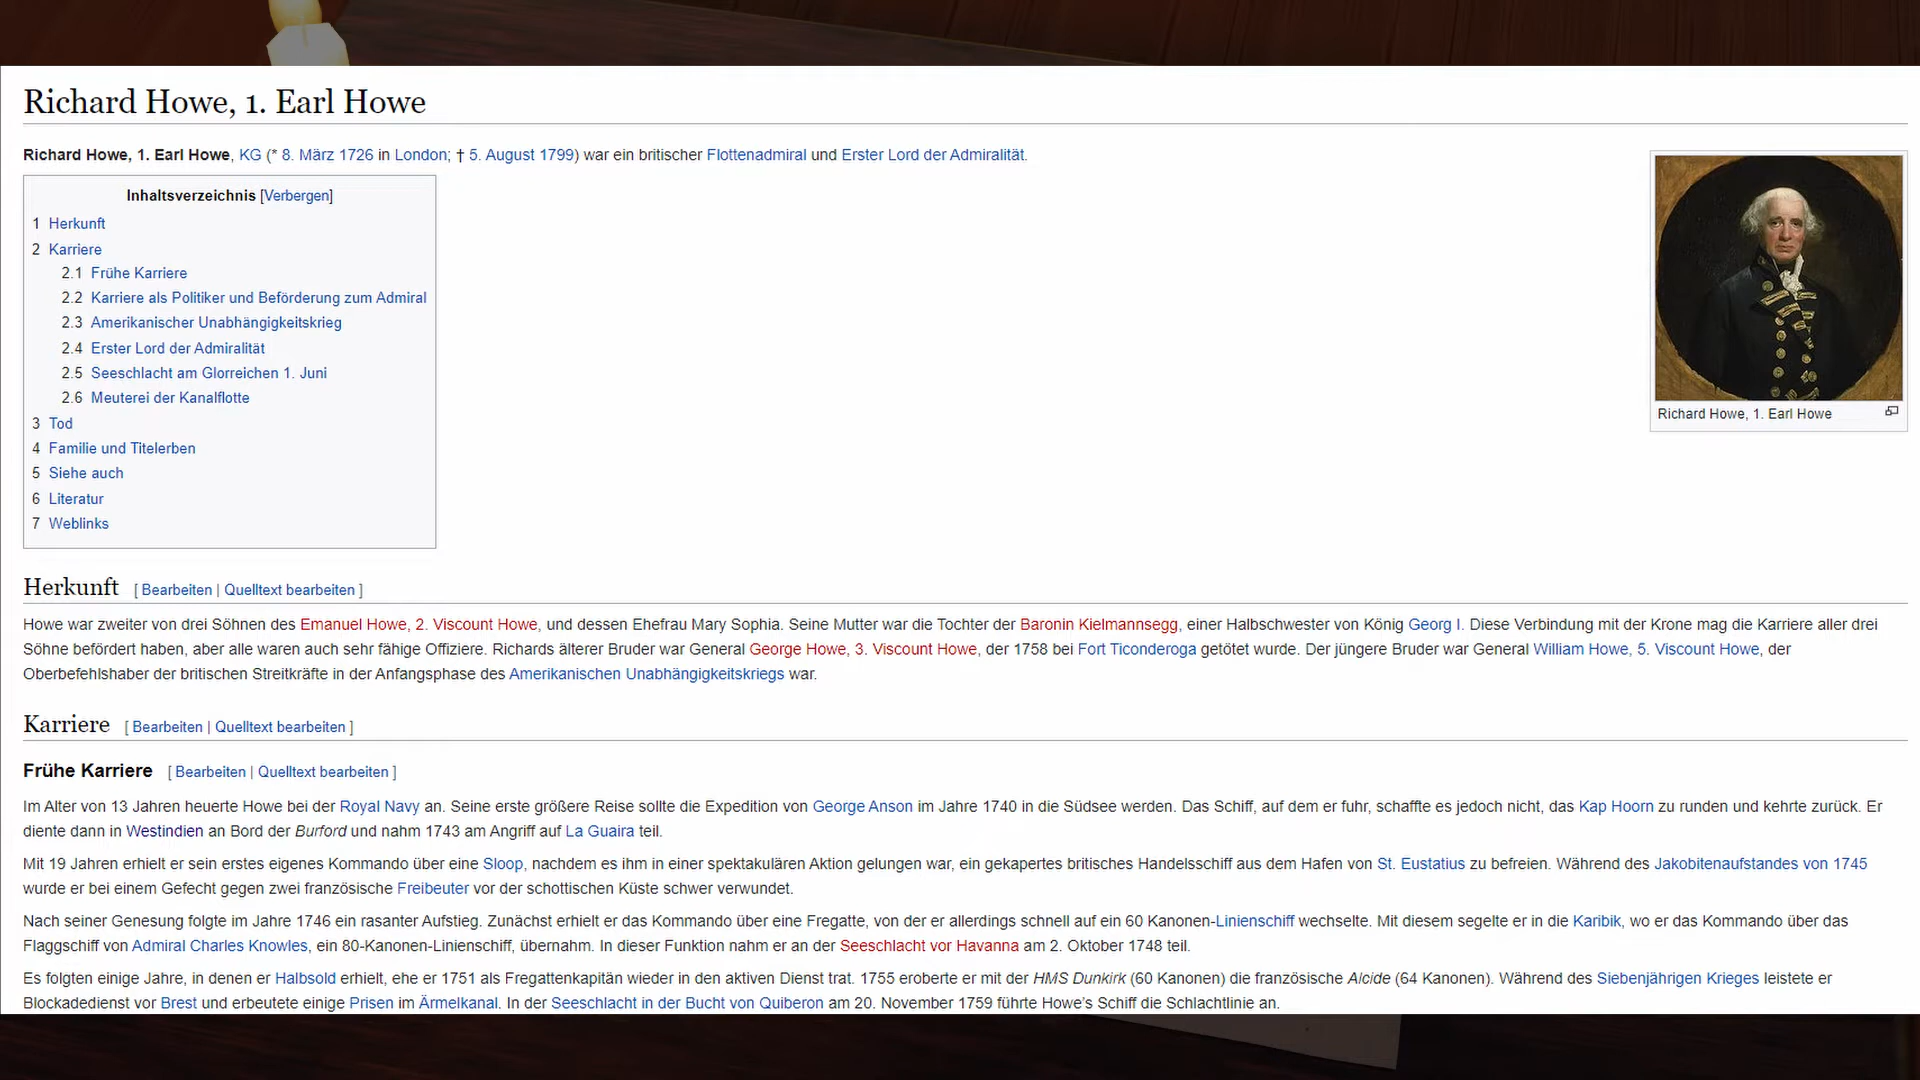 Richard Howe, 1. Earl Howe
Richard Howe, 1. Earl Howe, KG (* 8. März 1726 in London; † 5. August 1799) war ein britischer Flottenadmiral und Erster Lord der Admiralität.
Inhaltsverzeichnis [Verbergen]
1 Herkunft
2 Karriere
2.1 Frühe Karriere
2.2 Karriere als Politiker und Beförderung zum Admiral
2.3 Amerikanischer Unabhängigkeitskrieg
2.4 Erster Lord der Admiralität
2.5 Seeschlacht am Glorreichen 1. Juni
2.6 Meuterei der Kanalflotte
3 Tod
4 Familie und Titelerben
5 Siehe auch
6 Literatur
7 Weblinks
Richard Howe, 1. Earl Howe
Herkunft [ Bearbeiten | Quelltext bearbeiten ]
Howe war zweiter von drei Söhnen des Emanuel Howe, 2. Viscount Howe, und dessen Ehefrau Mary Sophia. Seine Mutter war die Tochter der Baronin Kielmannsegg, einer Halbschwester von König Georg I. Diese Verbindung mit der Krone mag die Karriere aller drei
Söhne befördert haben, aber alle waren auch sehr fähige Offiziere. Richards älterer Bruder war General George Howe, 3. Viscount Howe, der 1758 bei Fort Ticonderoga getötet wurde. Der jüngere Bruder war General William Howe, 5. Viscount Howe, der
Oberbefehlshaber der britischen Streitkräfte in der Anfangsphase des Amerikanischen Unabhängigkeitskriegs war.
Karriere [ Bearbeiten | Quelltext bearbeiten ]
Frühe Karriere [ Bearbeiten | Quelltext bearbeiten ]
Im Alter von 13 Jahren heuerte Howe bei der Royal Navy an. Seine erste größere Reise sollte die Expedition von George Anson im Jahre 1740 in die Südsee werden. Das Schiff, auf dem er fuhr, schaffte es jedoch nicht, das Kap Hoorn zu runden und kehrte zurück. Er
diente dann in Westindien an Bord der Burford und nahm 1743 am Angriff auf La Guaira teil.
Mit 19 Jahren erhielt er sein erstes eigenes Kommando über eine Sloop, nachdem es ihm in einer spektakulären Aktion gelungen war, ein gekapertes britisches Handelsschiff aus dem Hafen von St. Eustatius zu befreien. Während des Jakobitenaufstandes von 1745
wurde er bei einem Gefecht gegen zwei französische Freibeuter vor der schottischen Küste schwer verwundet.
Nach seiner Genesung folgte im Jahre 1746 ein rasanter Aufstieg. Zunächst erhielt er das Kommando über eine Fregatte, von der er allerdings schnell auf ein 60 Kanonen-Linienschiff wechselte. Mit diesem segelte er in die Karibik, wo er das Kommando über das
Flaggschiff von Admiral Charles Knowles, ein 80-Kanonen-Linienschiff, übernahm. In dieser Funktion nahm er an der Seeschlacht vor Havanna am 2. Oktober 1748 teil.
Es folgten einige Jahre, in denen er Halbsold erhielt, ehe er 1751 als Fregattenkapitän wieder in den aktiven Dienst trat. 1755 eroberte er mit der HMS Dunkirk (60 Kanonen) die französische Alcide (64 Kanonen). Während des Siebenjährigen Krieges leistete er
Blockadedienst vor Brest und erbeutete einige Prisen im Ärmelkanal. In der Seeschlacht in der Bucht von Quiberon am 20. November 1759 führte Howe's Schiff die Schlachtlinie an.